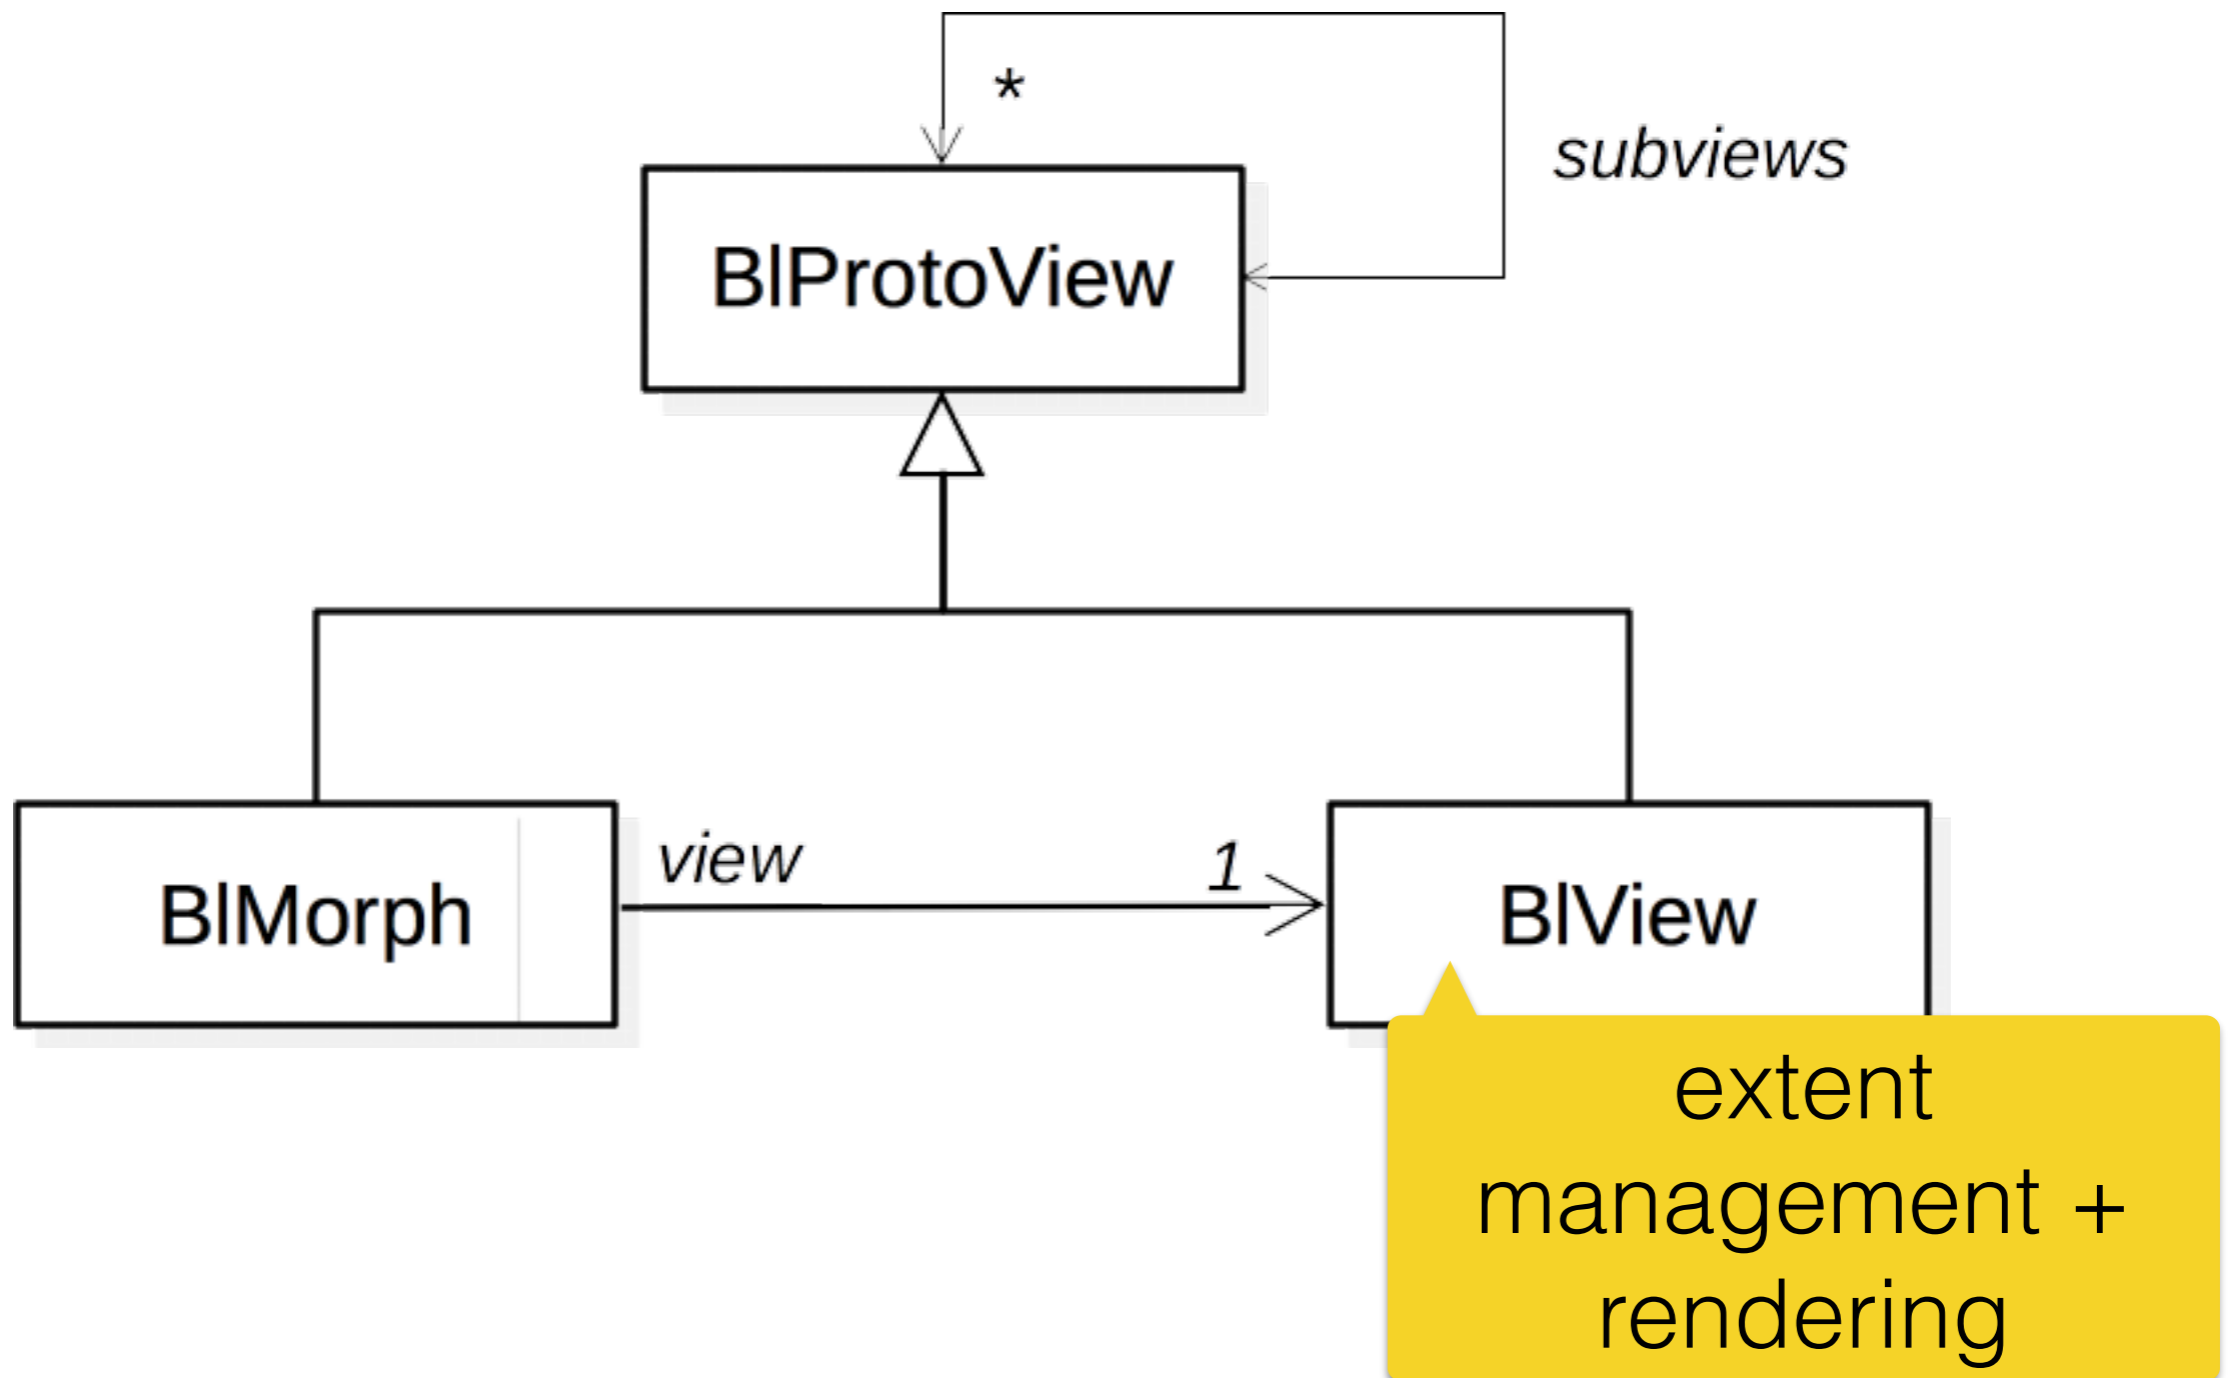 *
subviews
BlProtoView
view
1
BlMorph
BlView
extent
management +
rendering